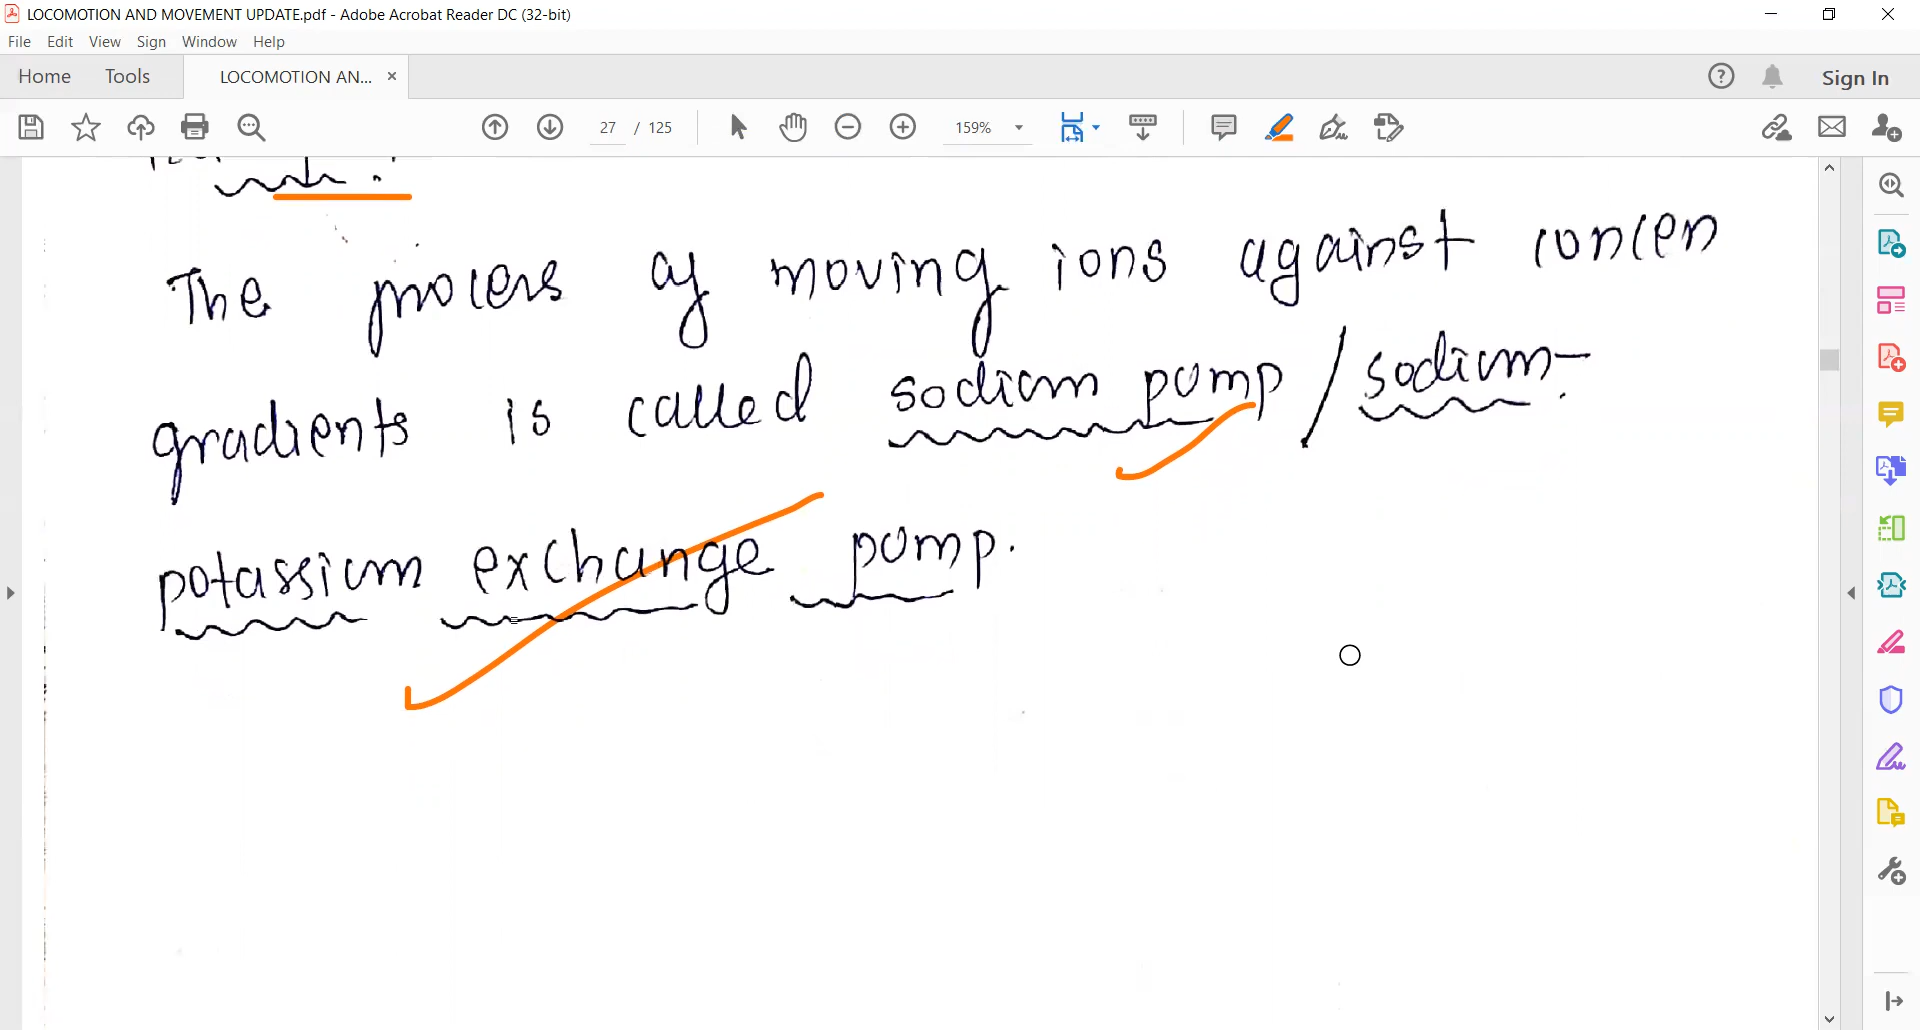 LOCOMOTION AND MOVEMENT UPDATE.pdf - Adobe Acrobat Reader DC (32-bit)
File Edit View Sign Window Help
Home Tools LOCOMOTION AN... × Sign In
27 / 125 159%
The process of moving ions against concen
gradients is called sodium pump / sodium-
potassium exchange pump.